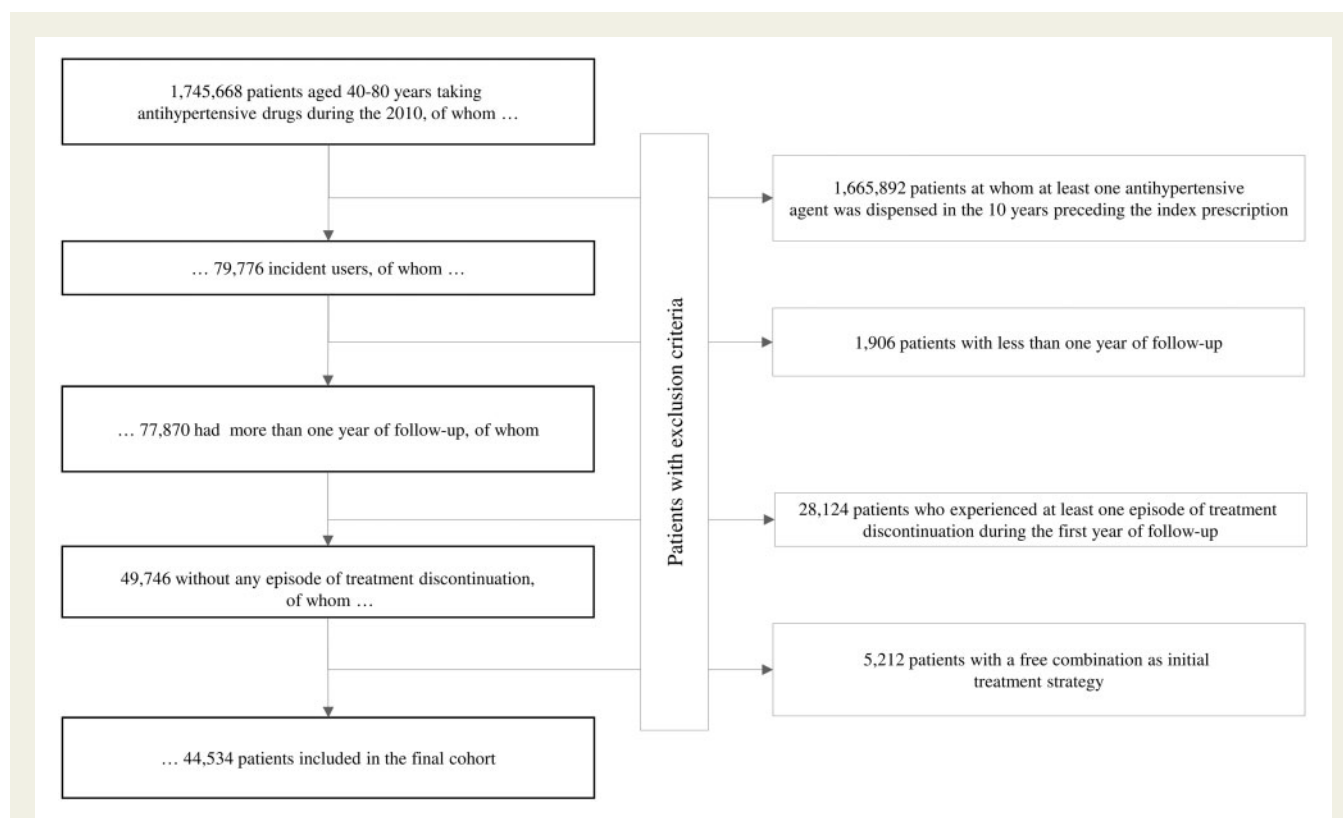 1,745,668 patients aged 40-80 years taking
antihypertensive drugs during the 2010, of whom …
1,665,892 patients at whom at least one antihypertensive
agent was dispensed in the 10 years preceding the index prescription
… 79,776 incident users, of whom …
Patients with exclusion criteria
1,906 patients with less than one year of follow-up
… 77,870 had more than one year of follow-up, of whom
28,124 patients who experienced at least one episode of treatment
discontinuation during the first year of follow-up
49,746 without any episode of treatment discontinuation,
of whom …
5,212 patients with a free combination as initial
treatment strategy
… 44,534 patients included in the final cohort